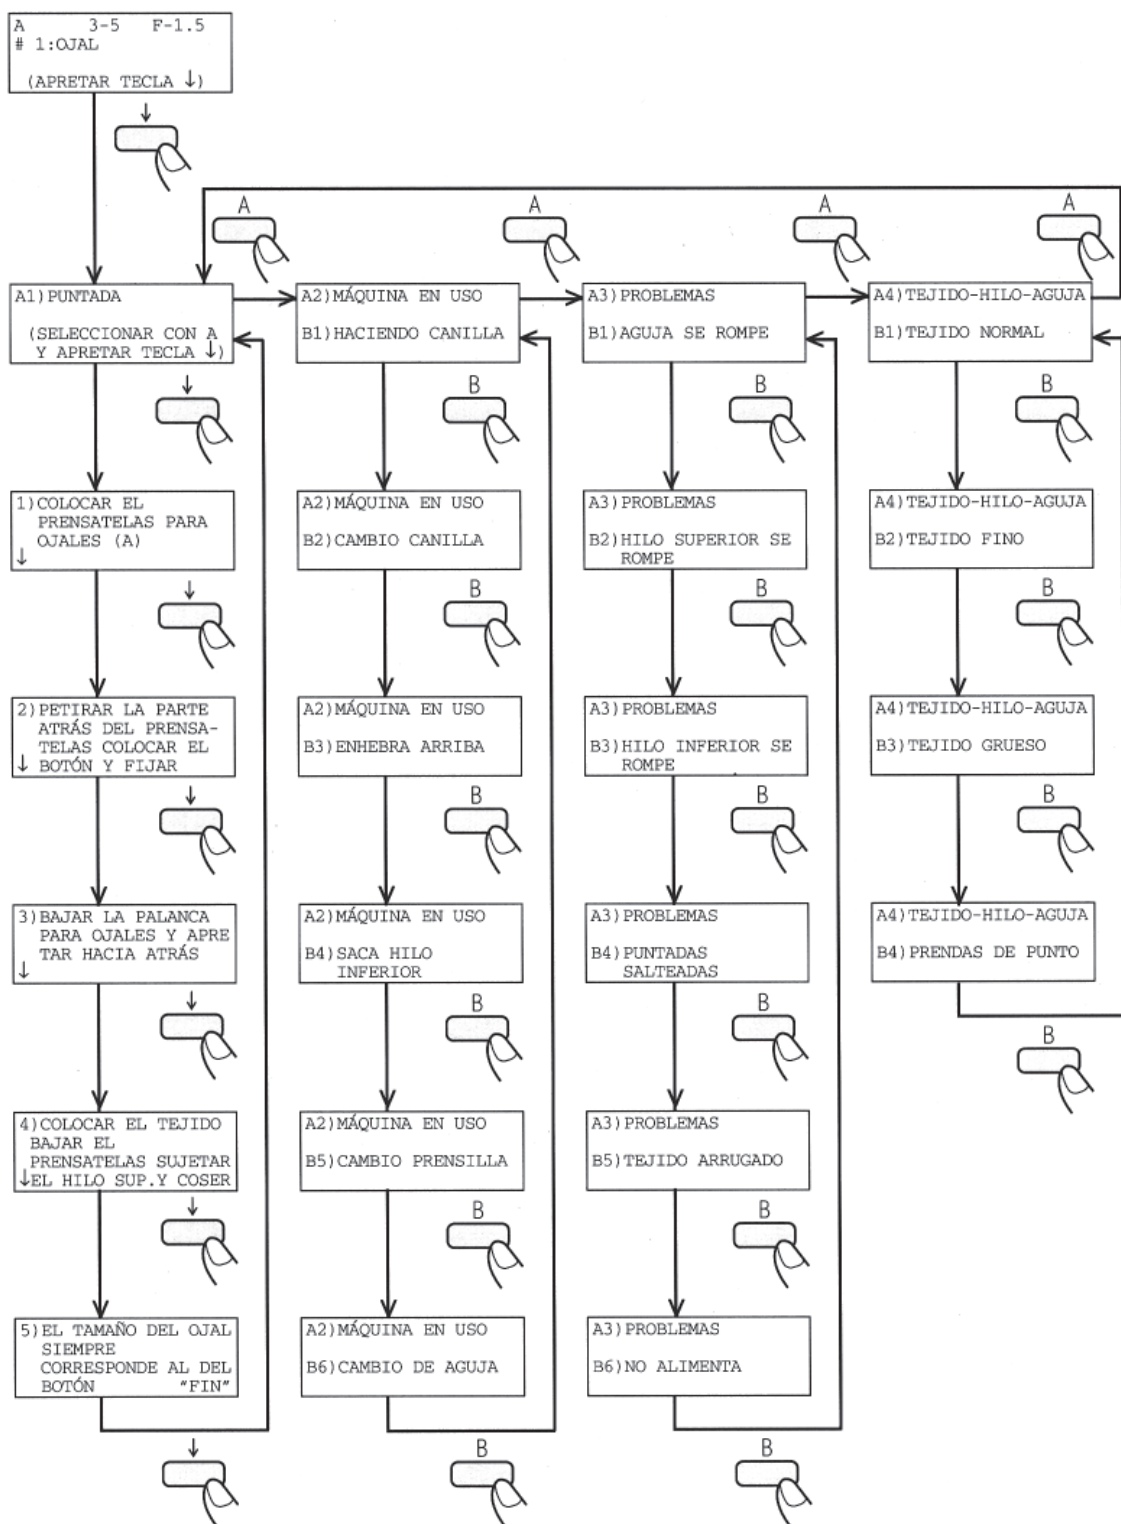 A 3-5 F-1.5
# 1:OJAL
(APRETAR TECLA ↓)
↓
A
A
A
A
A1)PUNTADA
(SELECCIONAR CON A
Y APRETAR TECLA ↓)
↓
1)COLOCAR EL
PRENSATELAS PARA
OJALES (A)
↓
↓
2)PETIRAR LA PARTE
ATRÁS DEL PRENSA-
TELAS COLOCAR EL
↓ BOTÓN Y FIJAR
↓
3)BAJAR LA PALANCA
PARA OJALES Y APRE
TAR HACIA ATRÁS
↓
↓
4)COLOCAR EL TEJIDO
BAJAR EL
PRENSATELAS SUJETAR
↓EL HILO SUP.Y COSER
↓
5)EL TAMAÑO DEL OJAL
SIEMPRE
CORRESPONDE AL DEL
BOTÓN "FIN"
↓
A2)MÁQUINA EN USO
B1)HACIENDO CANILLA
B
A2)MÁQUINA EN USO
B2)CAMBIO CANILLA
B
A2)MÁQUINA EN USO
B3)ENHEBRA ARRIBA
B
A2)MÁQUINA EN USO
B4)SACA HILO
INFERIOR
B
A2)MÁQUINA EN USO
B5)CAMBIO PRENSILLA
B
A2)MÁQUINA EN USO
B6)CAMBIO DE AGUJA
B
A3)PROBLEMAS
B1)AGUJA SE ROMPE
B
A3)PROBLEMAS
B2)HILO SUPERIOR SE
ROMPE
B
A3)PROBLEMAS
B3)HILO INFERIOR SE
ROMPE
B
A3)PROBLEMAS
B4)PUNTADAS
SALTEADAS
B
A3)PROBLEMAS
B5)TEJIDO ARRUGADO
B
A3)PROBLEMAS
B6)NO ALIMENTA
B
A4)TEJIDO-HILO-AGUJA
B1)TEJIDO NORMAL
B
A4)TEJIDO-HILO-AGUJA
B2)TEJIDO FINO
B
A4)TEJIDO-HILO-AGUJA
B3)TEJIDO GRUESO
B
A4)TEJIDO-HILO-AGUJA
B4)PRENDAS DE PUNTO
B